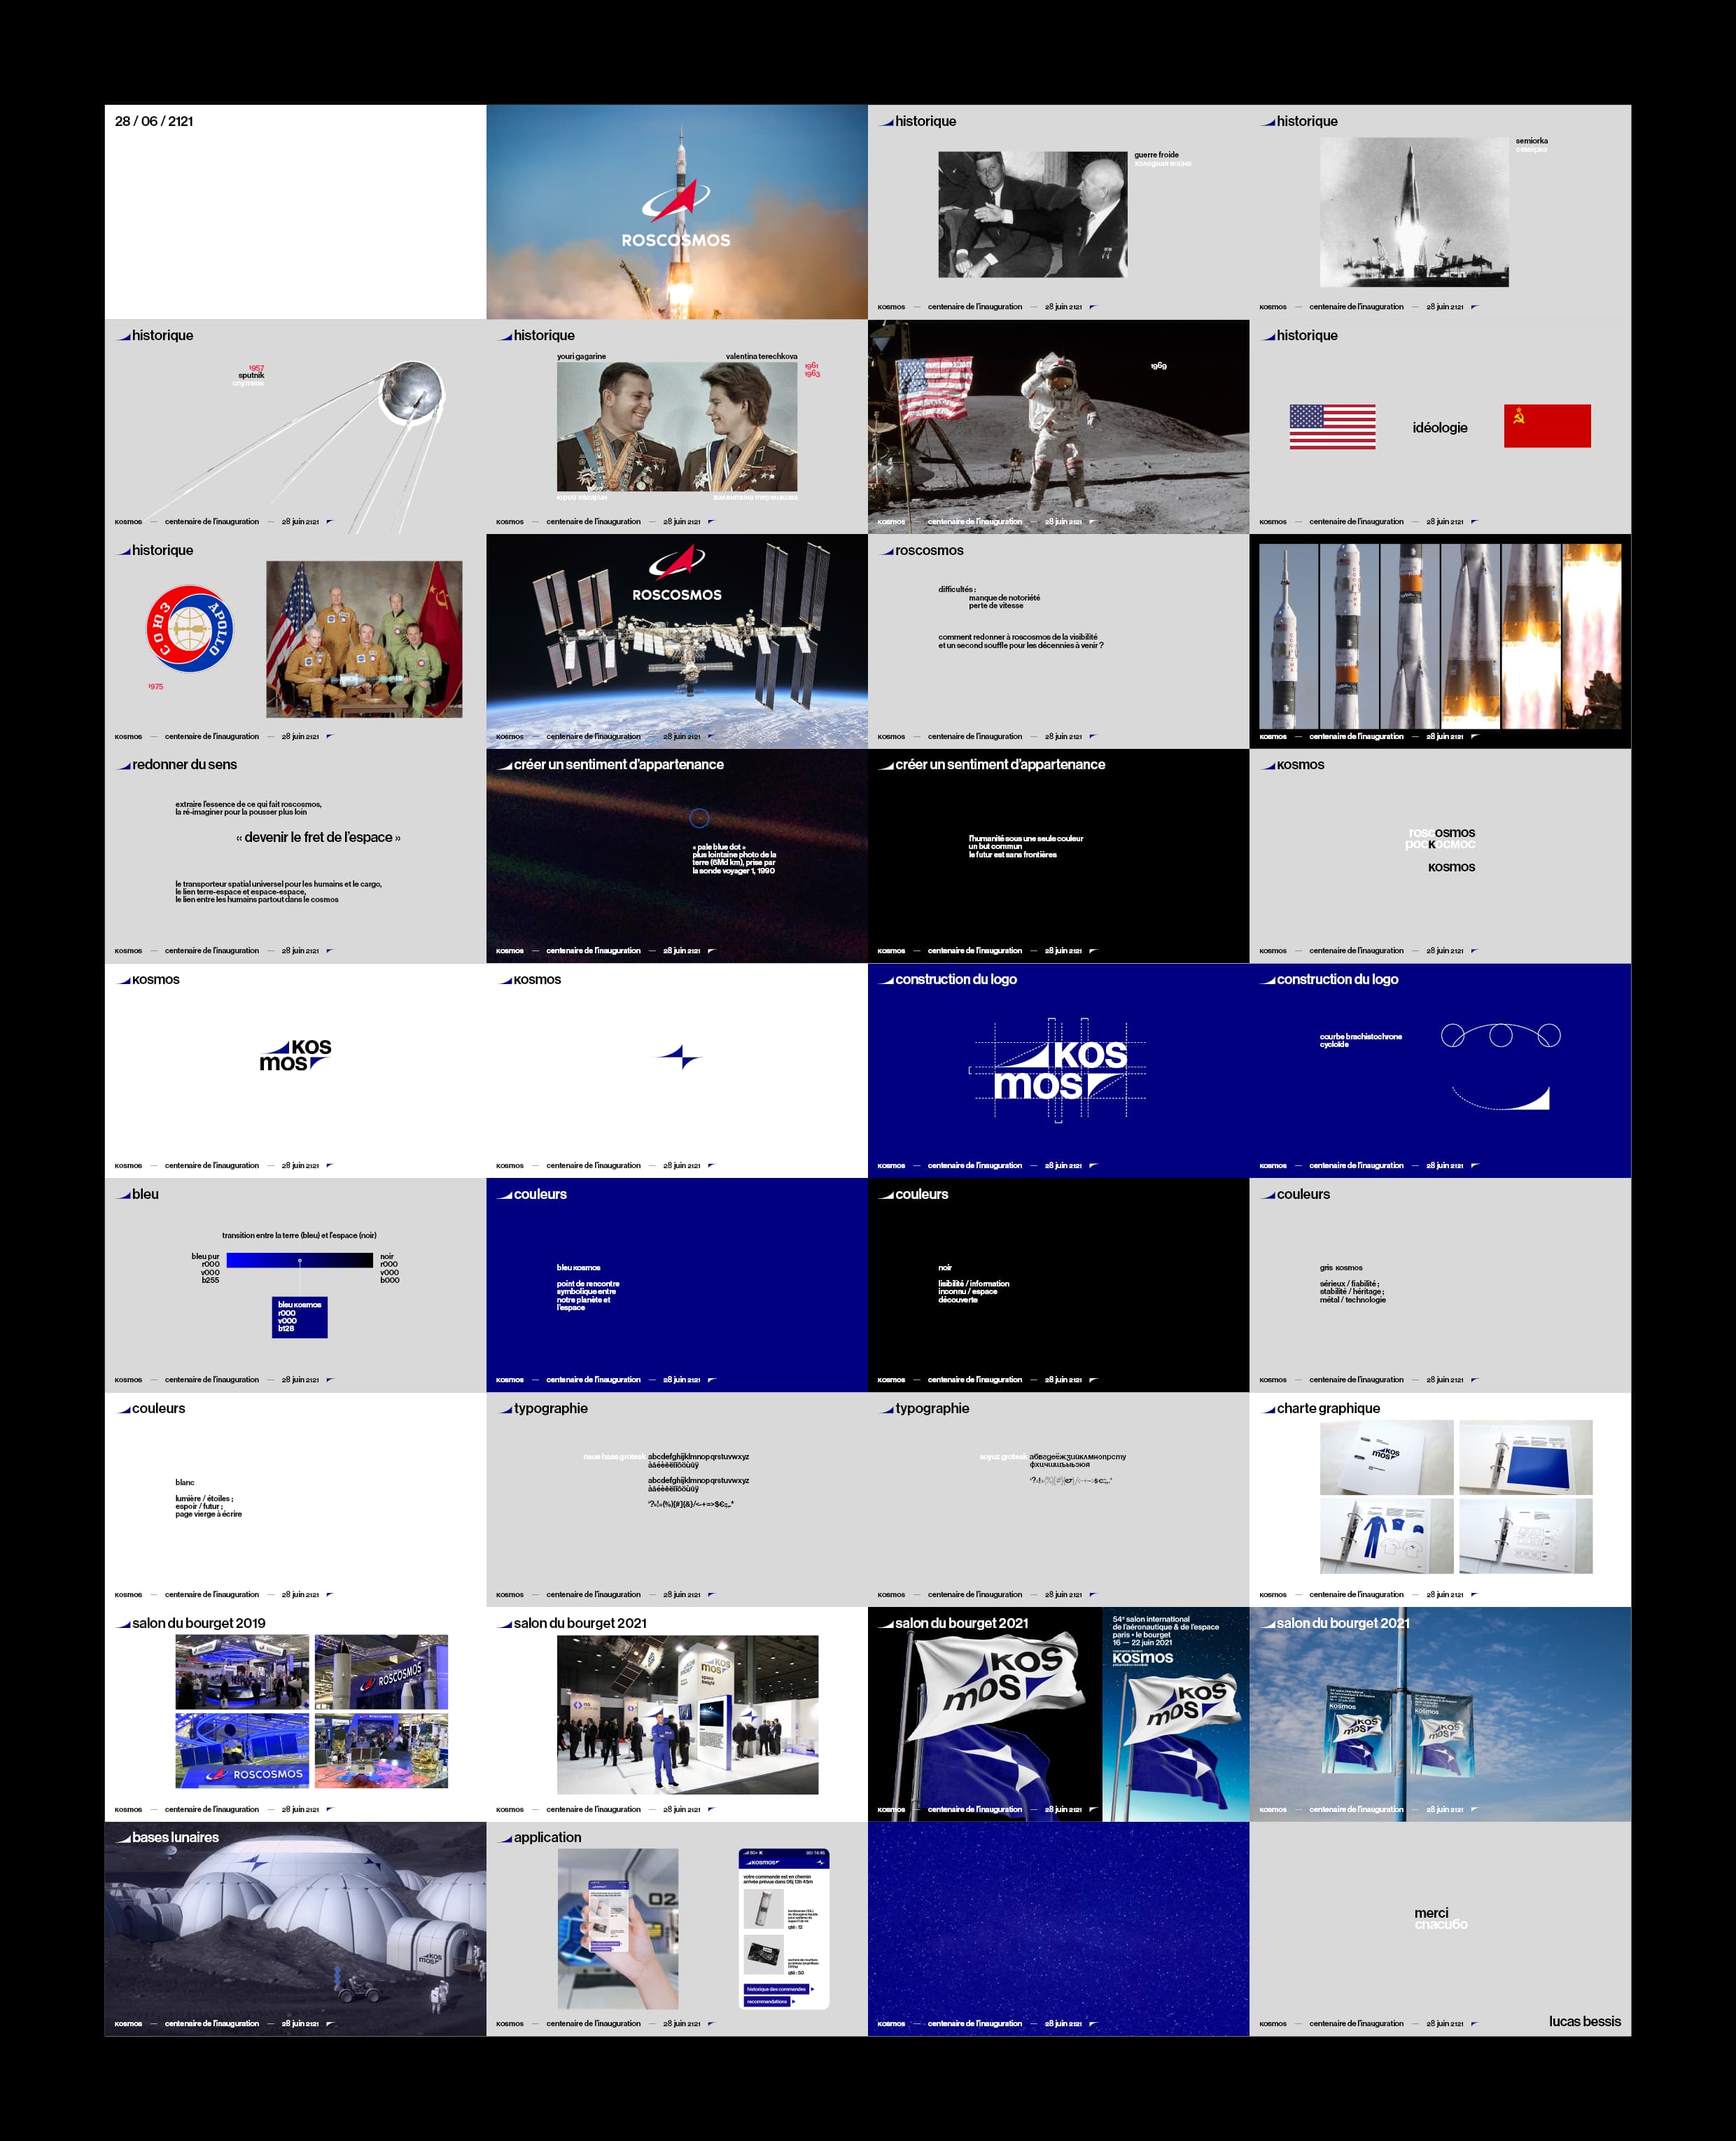 28 / 06 / 2121
ROSCOSMOS
historique
guerre froide
холодная война
kosmos — centenaire de l'inauguration — 28 juin 2121
historique
semiorka
семёрка
kosmos — centenaire de l'inauguration — 28 juin 2121
historique
1957
sputnik
спутник
kosmos — centenaire de l'inauguration — 28 juin 2121
historique
youri gagarine
valentina terechkova
1961
1963
юрий гагарин
валентина терешкова
kosmos — centenaire de l'inauguration — 28 juin 2121
1969
kosmos — centenaire de l'inauguration — 28 juin 2121
historique
idéologie
kosmos — centenaire de l'inauguration — 28 juin 2121
historique
СОЮЗ
APOLLO
1975
kosmos — centenaire de l'inauguration — 28 juin 2121
ROSCOSMOS
kosmos — centenaire de l'inauguration — 28 juin 2121
roscosmos
difficultés :
manque de notoriété
perte de vitesse
comment redonner à roscosmos de la visibilité
et un second souffle pour les décennies à venir ?
kosmos — centenaire de l'inauguration — 28 juin 2121
kosmos — centenaire de l'inauguration — 28 juin 2121
redonner du sens
extraire l'essence de ce qui fait roscosmos,
la ré-imaginer pour la pousser plus loin
« devenir le fret de l'espace »
le transporteur spatial universel pour les humains et le cargo,
le lien terre-espace et espace-espace,
le lien entre les humains partout dans le cosmos
kosmos — centenaire de l'inauguration — 28 juin 2121
créer un sentiment d'appartenance
« pale blue dot »
plus lointaine photo de la
terre (6Md km), prise par
la sonde voyager 1, 1990
kosmos — centenaire de l'inauguration — 28 juin 2121
créer un sentiment d'appartenance
l'humanité sous une seule couleur
un but commun
le futur est sans frontières
kosmos — centenaire de l'inauguration — 28 juin 2121
kosmos
roscosmos
роскосмос
kosmos
kosmos — centenaire de l'inauguration — 28 juin 2121
kosmos
kos
mos
kosmos — centenaire de l'inauguration — 28 juin 2121
kosmos
kosmos — centenaire de l'inauguration — 28 juin 2121
construction du logo
kos
mos
kosmos — centenaire de l'inauguration — 28 juin 2121
construction du logo
courbe brachistochrone
cycloïde
kosmos — centenaire de l'inauguration — 28 juin 2121
bleu
transition entre la terre (bleu) et l'espace (noir)
bleu pur
r000
v000
b255
noir
r000
v000
b000
bleu kosmos
r000
v000
b128
kosmos — centenaire de l'inauguration — 28 juin 2121
couleurs
bleu kosmos
point de rencontre
symbolique entre
notre planète et
l'espace
kosmos — centenaire de l'inauguration — 28 juin 2121
couleurs
noir
lisibilité / information
inconnu / espace
découverte
kosmos — centenaire de l'inauguration — 28 juin 2121
couleurs
gris kosmos
sérieux / fiabilité ;
stabilité / héritage ;
métal / technologie
kosmos — centenaire de l'inauguration — 28 juin 2121
couleurs
blanc
lumière / étoiles ;
espoir / futur ;
page vierge à écrire
kosmos — centenaire de l'inauguration — 28 juin 2121
typographie
neue haas grotesk
abcdefghijklmnopqrstuvwxyz
abcdefghijklmnopqrstuvwxyz
kosmos — centenaire de l'inauguration — 28 juin 2121
typographie
soyuz grotesk
абвгдеёжзийклмнопрсту
фхцчшщъыьэюя
kosmos — centenaire de l'inauguration — 28 juin 2121
charte graphique
kos
mos
kosmos — centenaire de l'inauguration — 28 juin 2121
salon du bourget 2019
ROSCOSMOS
ROSCOSMOS
kosmos — centenaire de l'inauguration — 28 juin 2121
salon du bourget 2021
kos
mos
space
freight
kosmos — centenaire de l'inauguration — 28 juin 2121
salon du bourget 2021
kos
mos
54e salon international
de l'aéronautique & de l'espace
paris • le bourget
16 — 22 juin 2021
kosmos
kos
mos
kosmos — centenaire de l'inauguration — 28 juin 2121
salon du bourget 2021
kosmos
kos
mos
kosmos
kos
mos
bases lunaires
kos
mos
kosmos — centenaire de l'inauguration — 28 juin 2121
application
02
kosmos
votre commande est en chemin
arrivée prévue dans 06j 13h 45m
qté : 12
qté : 50
historique des commandes
recommandations
kosmos — centenaire de l'inauguration — 28 juin 2121
kosmos — centenaire de l'inauguration — 28 juin 2121
merci
спасибо
kosmos — centenaire de l'inauguration — 28 juin 2121
lucas bessis